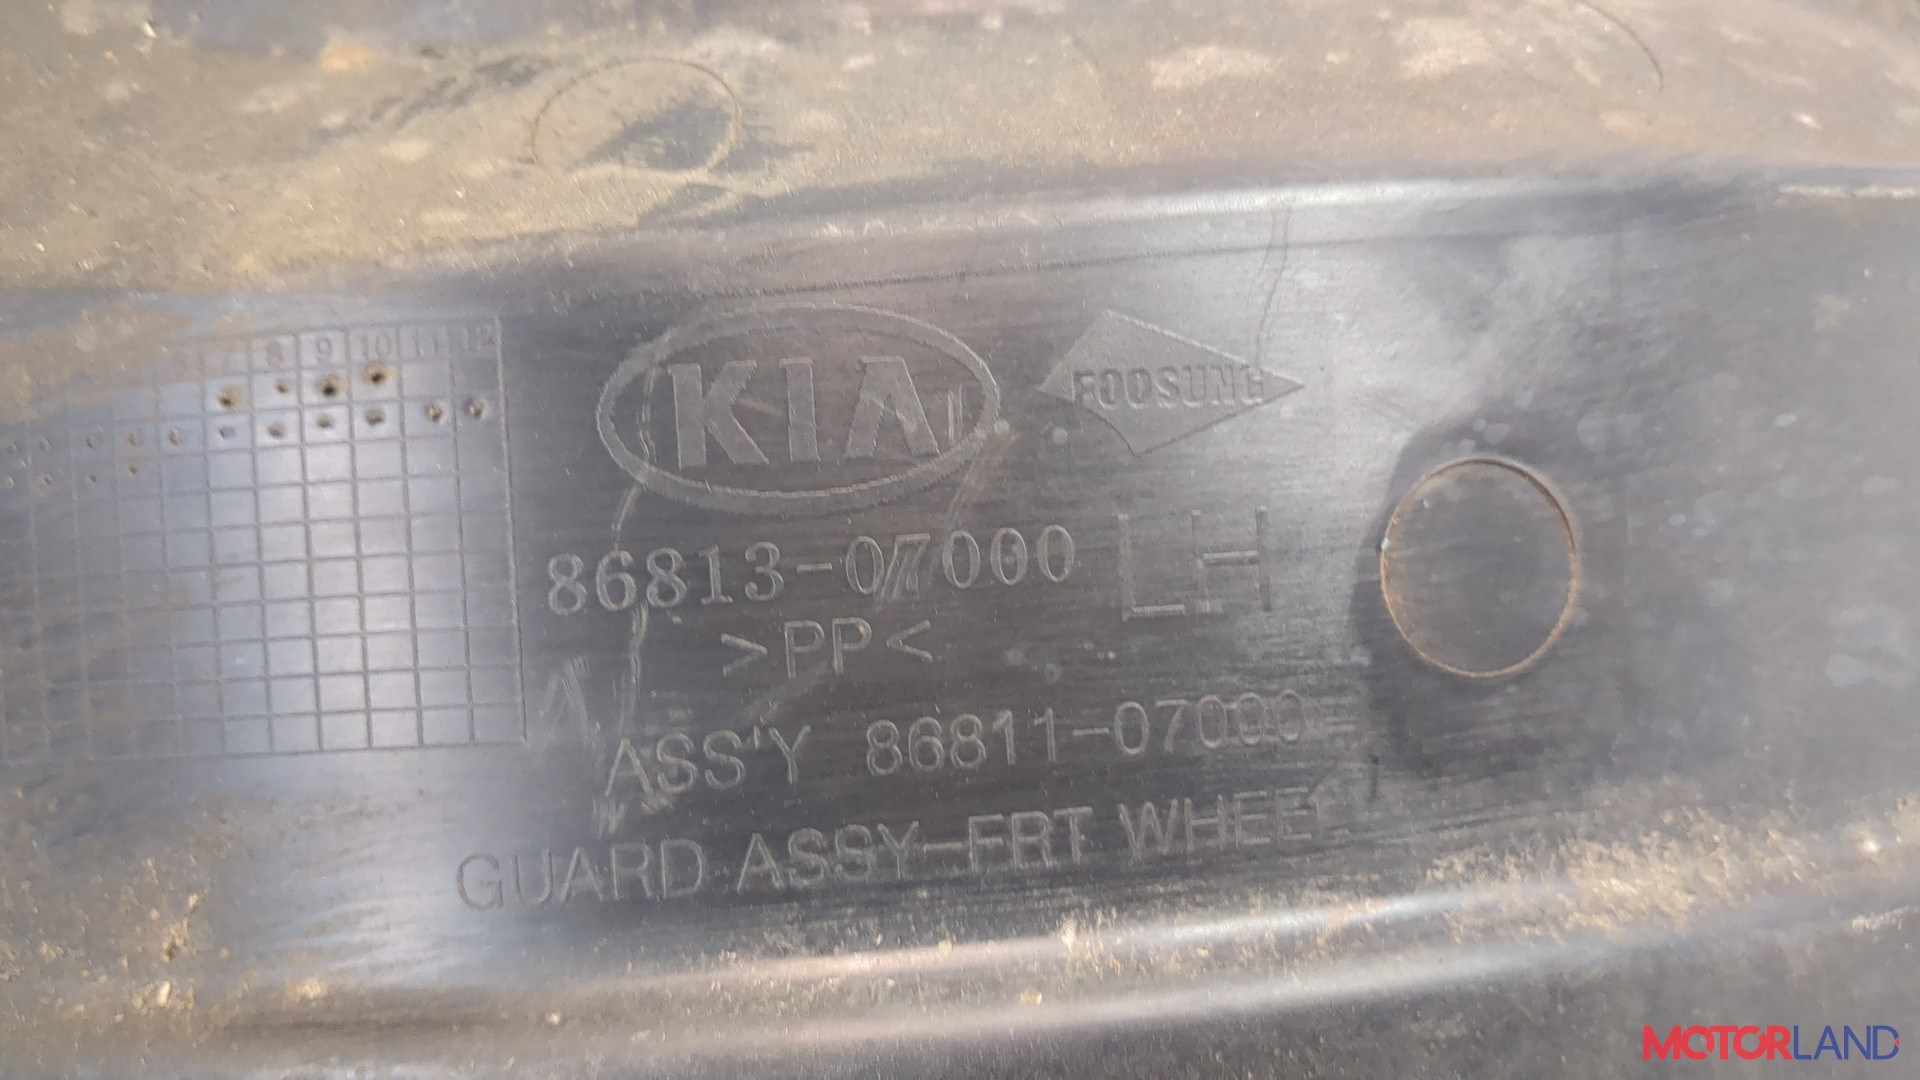 7 8 9 10 11 12
KIA FOOSUNG
86813-07000 LH
>PP<
ASS'Y 86811-07000
GUARD ASSY-FRT WHEEL
MOTORLAND